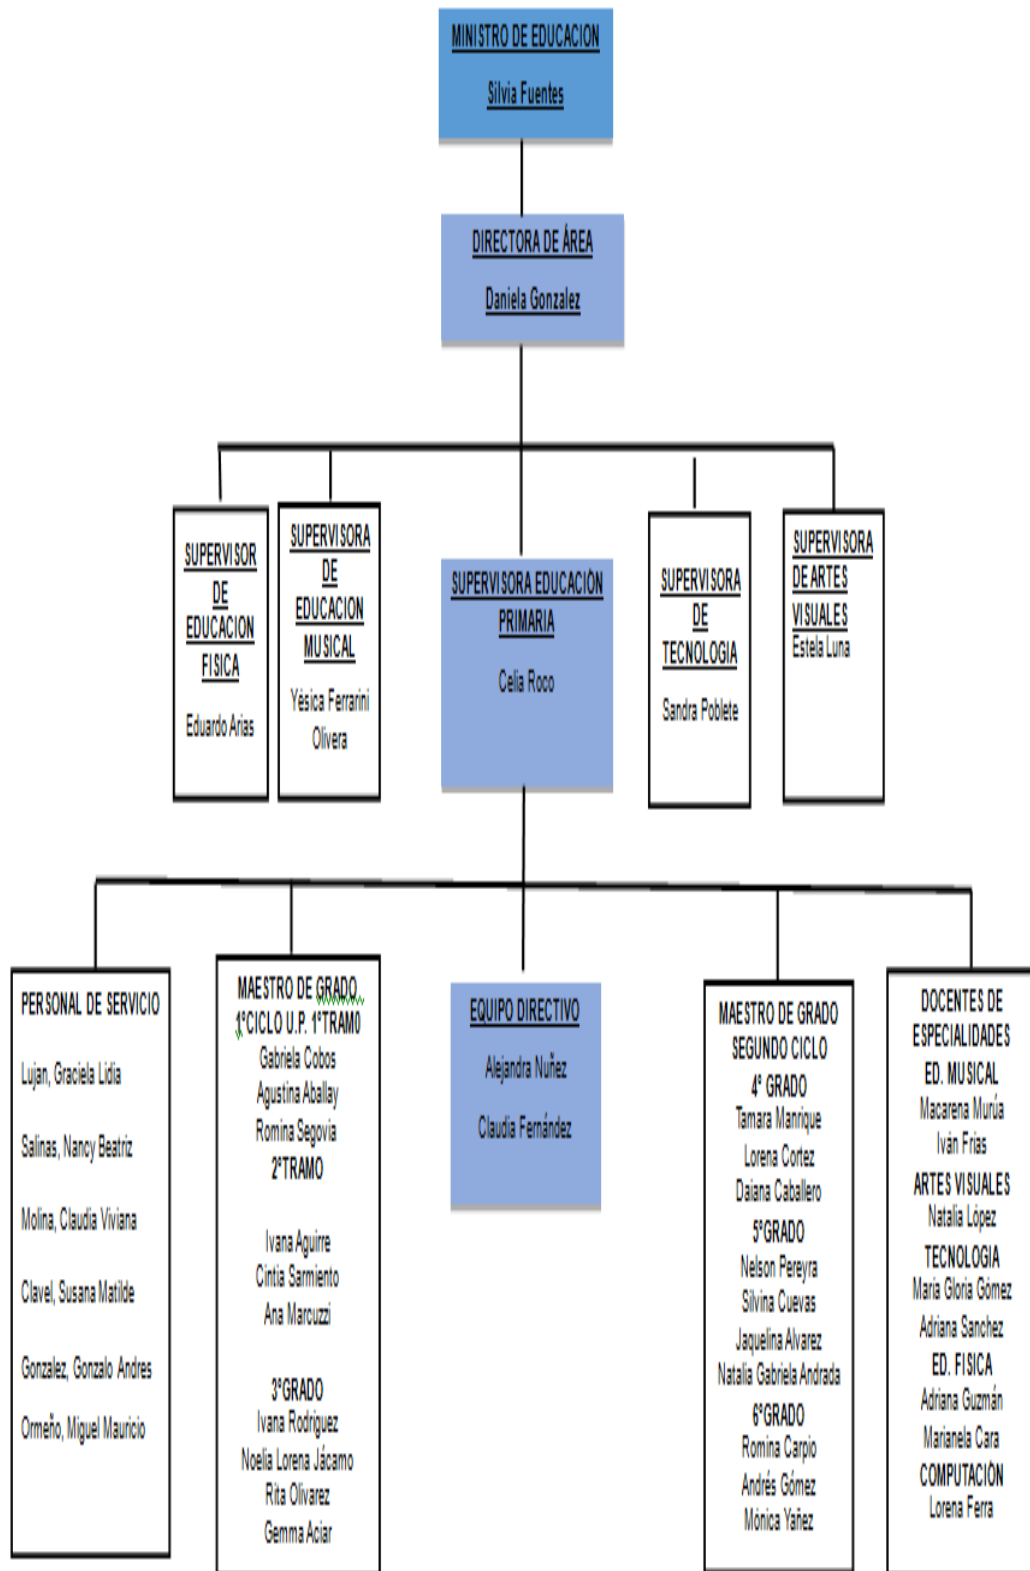 MINISTRO DE EDUCACION
Silvia Fuentes
DIRECTORA DE ÁREA
Daniela Gonzalez
SUPERVISOR
DE
EDUCACION
FISICA
Eduardo Arias
SUPERVISORA
DE
EDUCACION
MUSICAL
Yésica Ferrarini
Olivera
SUPERVISORA EDUCACIÓN
PRIMARIA
Celia Roco
SUPERVISORA
DE
TECNOLOGIA
Sandra Poblete
SUPERVISORA
DE ARTES
VISUALES
Estela Luna
PERSONAL DE SERVICIO
Lujan, Graciela Lidia
Salinas, Nancy Beatriz
Molina, Claudia Viviana
Clavel, Susana Matilde
Gonzalez, Gonzalo Andres
Ormeño, Miguel Mauricio
MAESTRO DE GRADO
1°CICLO U.P. 1°TRAMO
Gabriela Cobos
Agustina Aballay
Romina Segovia
2°TRAMO
Ivana Aguirre
Cintia Sarmiento
Ana Marcuzzi
3°GRADO
Ivana Rodriguez
Noelia Lorena Jácamo
Rita Olivarez
Gemma Aciar
EQUIPO DIRECTIVO
Alejandra Nuñez
Claudia Fernández
MAESTRO DE GRADO
SEGUNDO CICLO
4° GRADO
Tamara Manrique
Lorena Cortez
Daiana Caballero
5°GRADO
Nelson Pereyra
Silvina Cuevas
Jaquelina Alvarez
Natalia Gabriela Andrada
6°GRADO
Romina Carpio
Andrés Gómez
Mónica Yañez
DOCENTES DE
ESPECIALIDADES
ED. MUSICAL
Macarena Murúa
Iván Frias
ARTES VISUALES
Natalia López
TECNOLOGIA
Maria Gloria Gómez
Adriana Sanchez
ED. FISICA
Adriana Guzmán
Marianela Cara
COMPUTACIÓN
Lorena Ferra